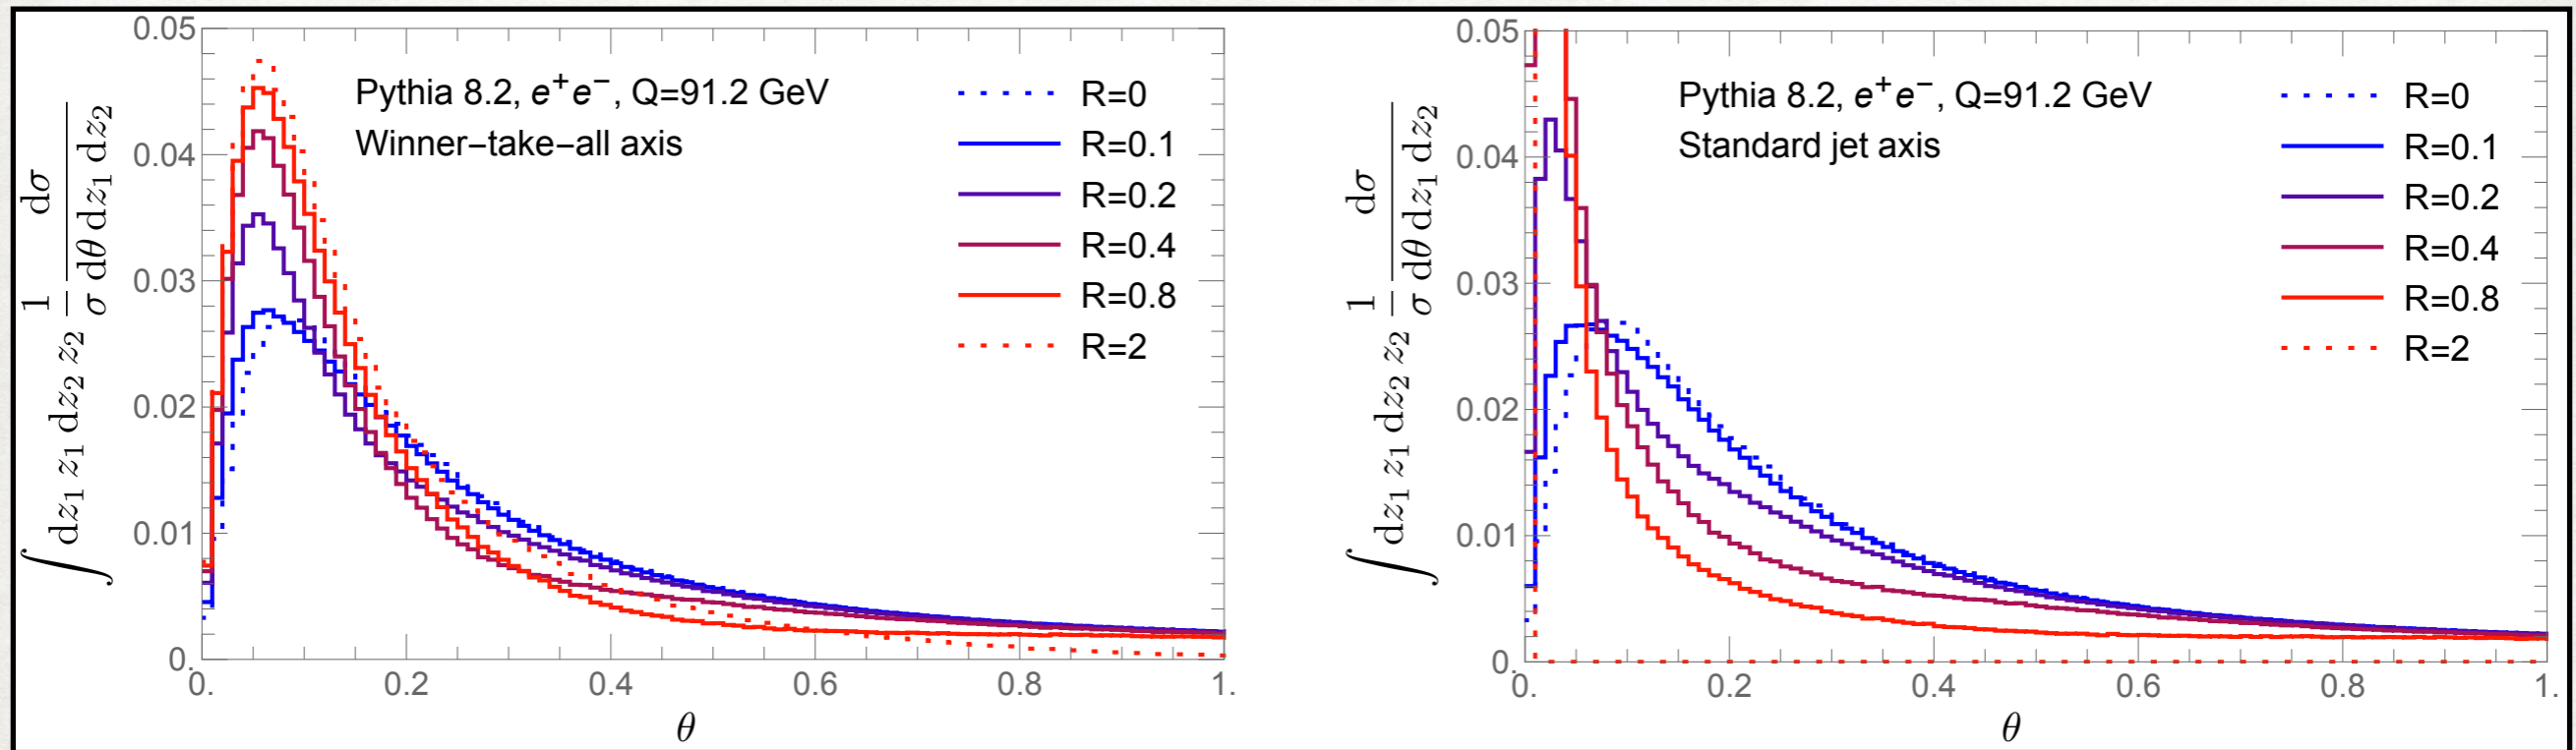 ∫ dz₁ z₁ dz₂ z₂ 1/σ dσ/(dθ dz₁ dz₂)
0.05
0.04
0.03
0.02
0.01
0.
Pythia 8.2, e⁺e⁻, Q=91.2 GeV
Winner−take−all axis
R=0
R=0.1
R=0.2
R=0.4
R=0.8
R=2
0. 0.2 0.4 0.6 0.8 1.
θ
∫ dz₁ z₁ dz₂ z₂ 1/σ dσ/(dθ dz₁ dz₂)
0.05
0.04
0.03
0.02
0.01
0.
Pythia 8.2, e⁺e⁻, Q=91.2 GeV
Standard jet axis
R=0
R=0.1
R=0.2
R=0.4
R=0.8
R=2
0. 0.2 0.4 0.6 0.8 1.
θ